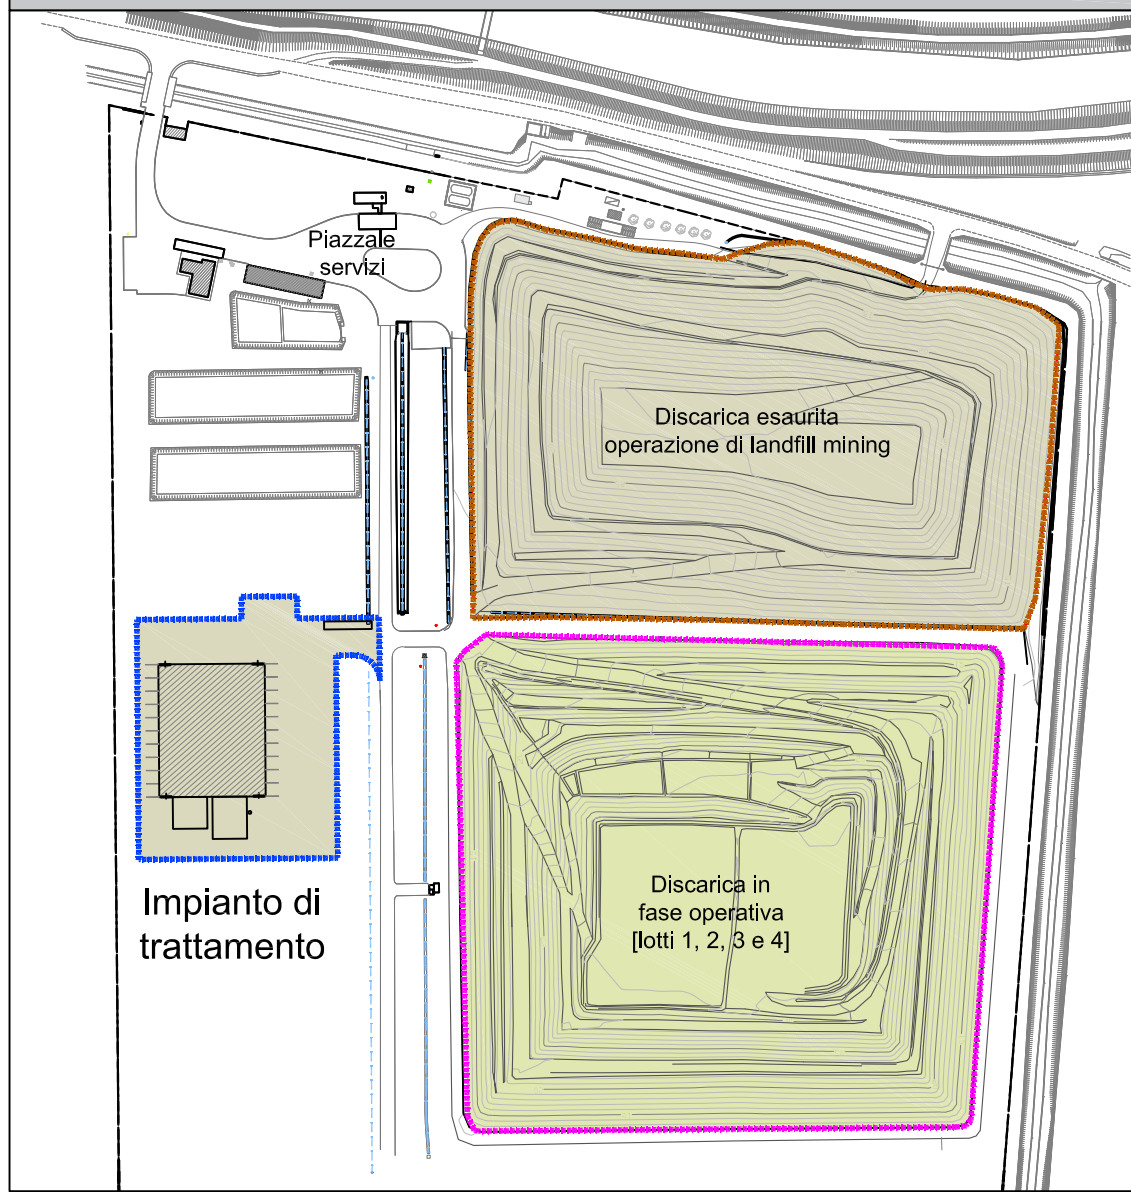 Piazzale
servizi
Discarica esaurita
operazione di landfill mining
Impianto di
trattamento
Discarica in
fase operativa
[lotti 1, 2, 3 e 4]